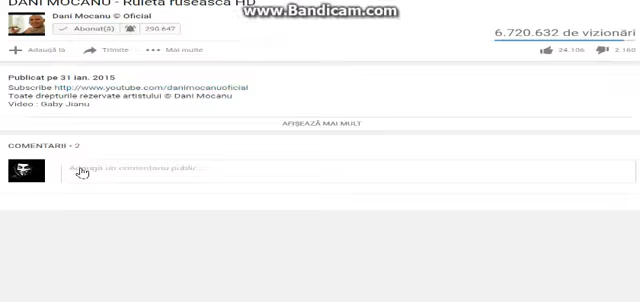 DANI MOCANU - Ruleta ruseasca HD
www.Bandicam.com
Dani Mocanu © Oficial
Abonat(ă) 290.647
6.720.632 de vizionări
Adaugă la Trimite Mai multe
24.106 2.160
Publicat pe 31 ian. 2015
Subscribe http://www.youtube.com/danimocanuoficial
Toate drepturile rezervate artistului © Dani Mocanu
Video : Gaby Jianu
AFIȘEAZĂ MAI MULT
COMENTARII • 2
Adaugă un comentariu public...